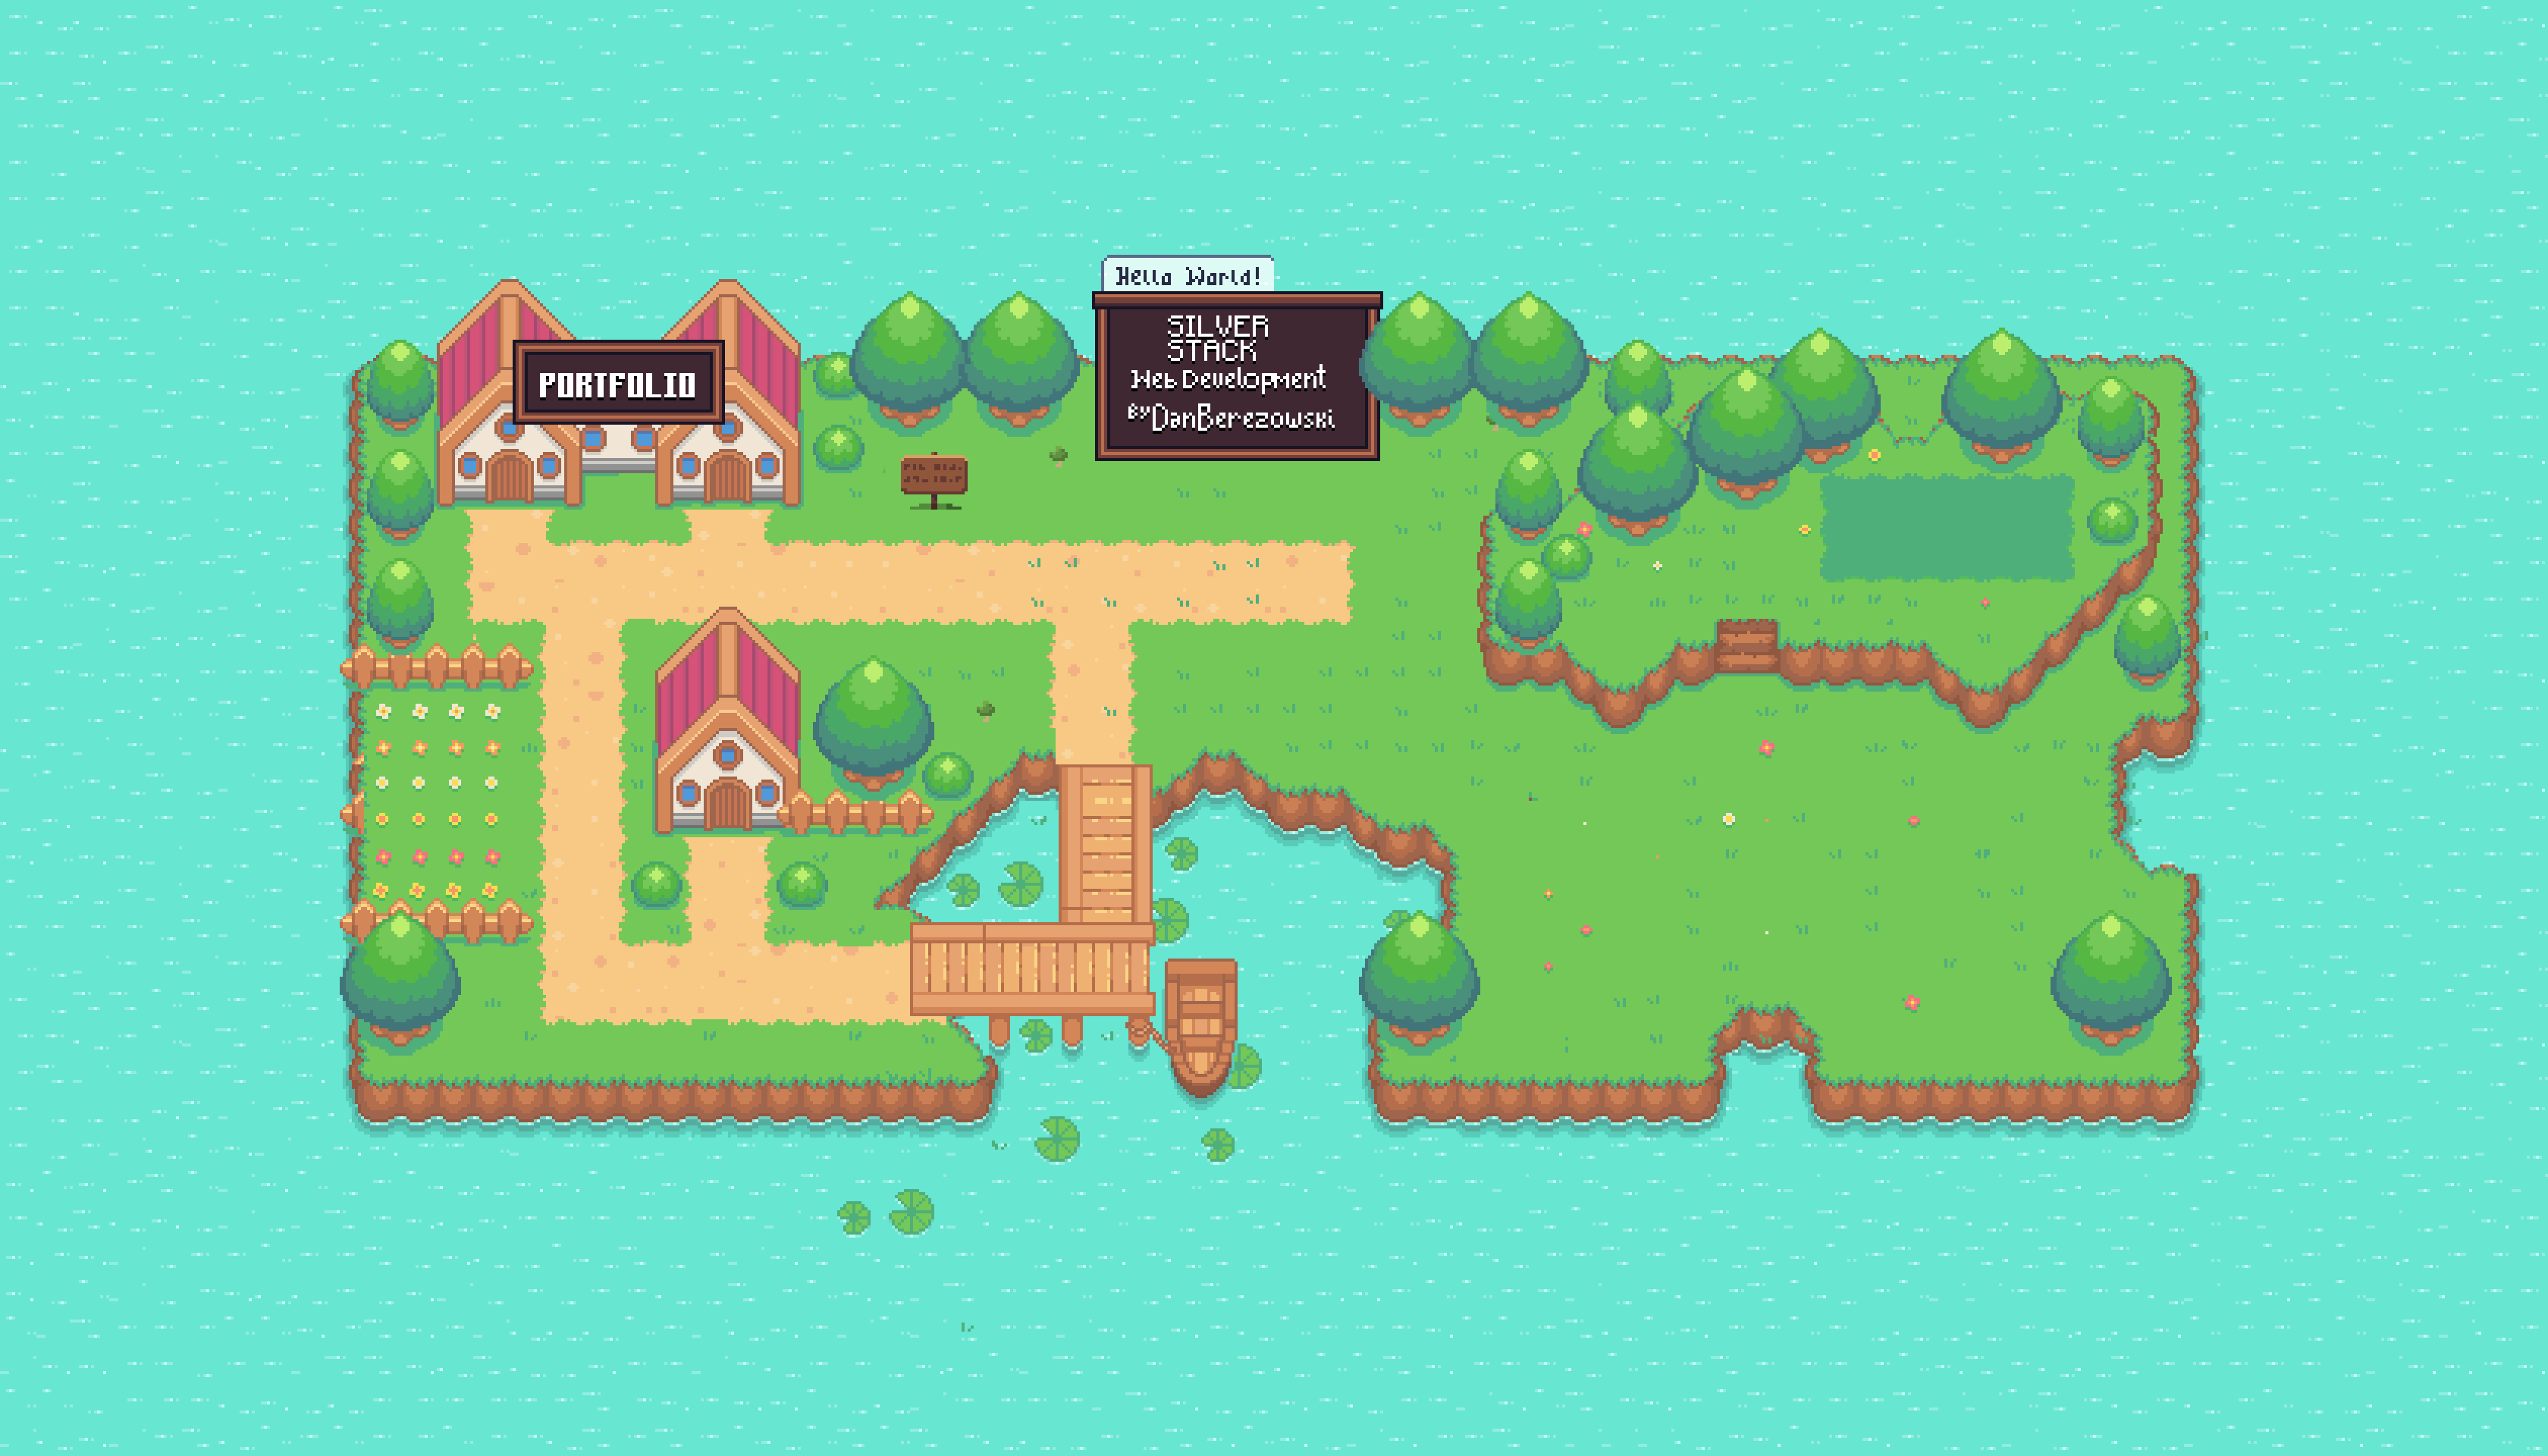 Hello World!
PORTFOLIO
SILVER
STACK
Web Development
By DanBerezowski